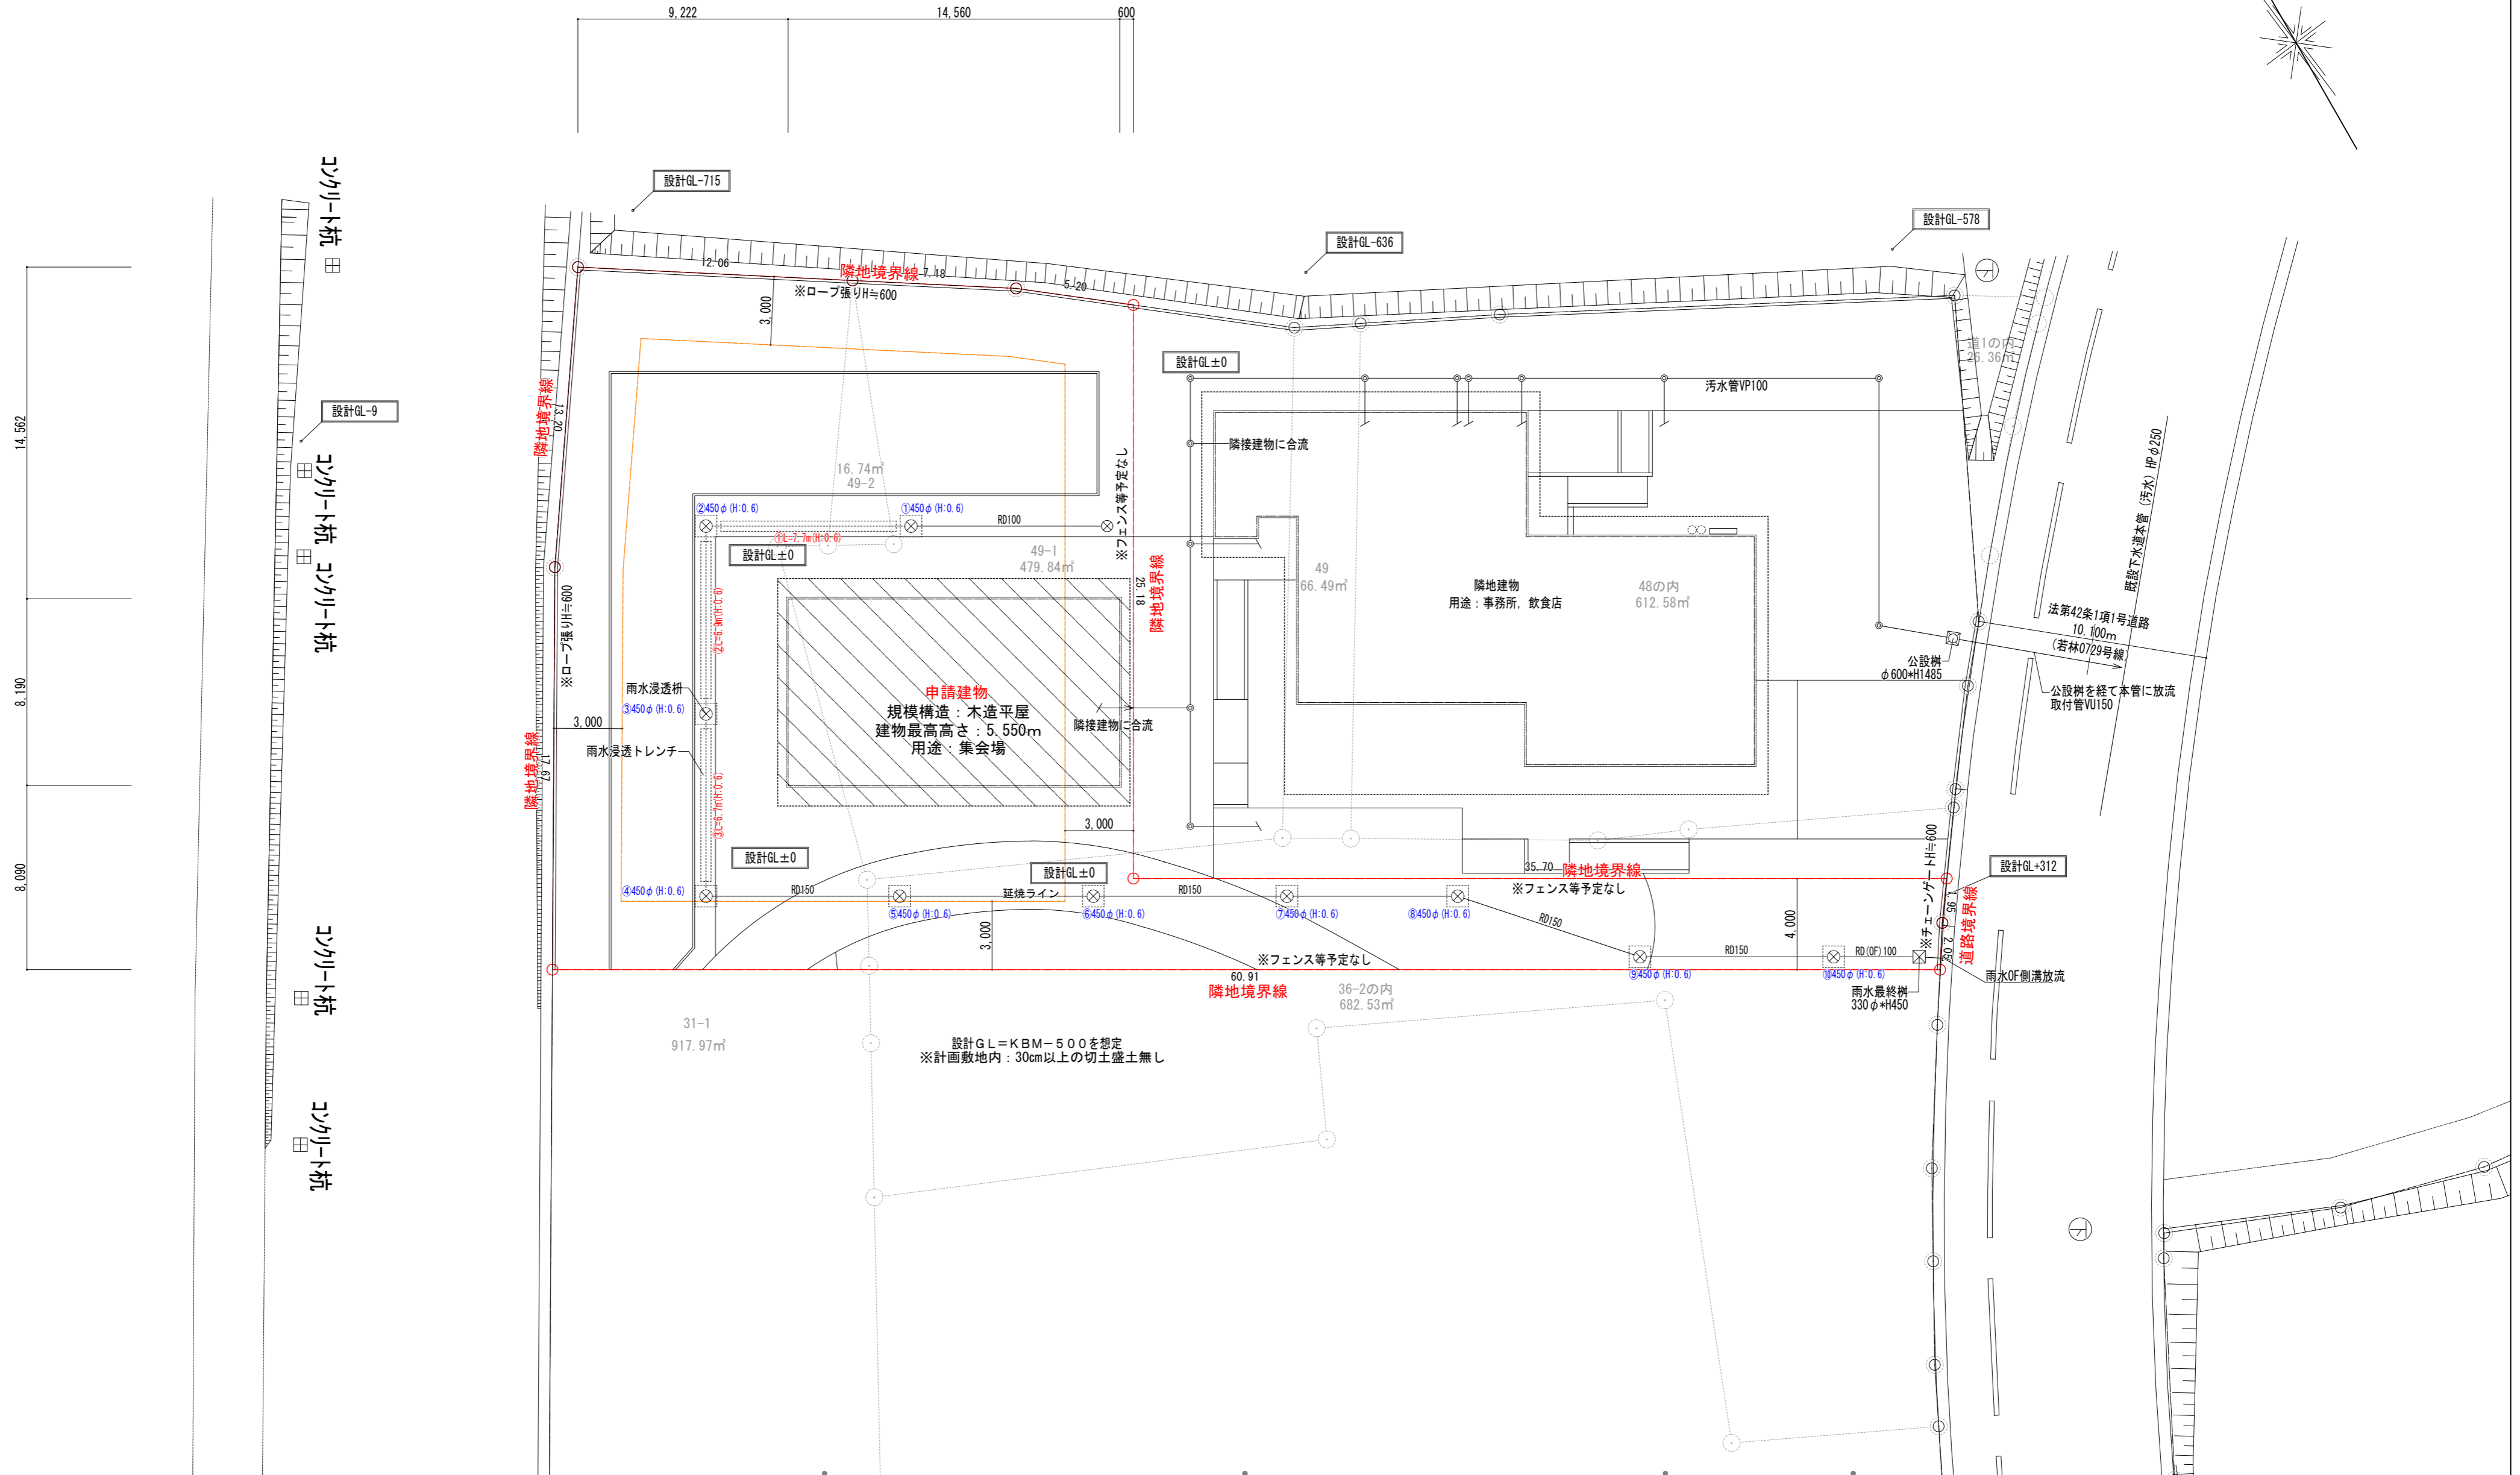 9,222
14,560
600
コンクリート杭
設計GL-715
設計GL-636
設計GL-578
12.06
隣地境界線
7.18
5.20
※ロープ張りH≒600
3,000
14,562
8,190
8,090
設計GL-9
コンクリート杭
コンクリート杭
コンクリート杭
コンクリート杭
隣地境界線
13.20
設計GL±0
汚水管VP100
道1の内
26.36㎡
既設下水道本管（汚水）HPφ250
隣接建物に合流
※フェンス等予定なし
16.74㎡
49-2
②450φ(H:0.6)
①450φ(H:0.6)
RD100
①L=7.7m(H:0.6)
設計GL±0
49-1
479.84㎡
25.18
隣地境界線
49
66.49㎡
隣地建物
用途：事務所, 飲食店
48の内
612.58㎡
法第42条1項1号道路
10.100m
(若林0729号線)
公設桝
φ600*H1485
公設桝を経て本管に放流
取付管VU150
※ロープ張りH≒600
②L=6.9m(H:0.6)
雨水浸透枡
③450φ(H:0.6)
3,000
雨水浸透トレンチ
隣地境界線
17.67
③L=6.7m(H:0.6)
申請建物
規模構造：木造平屋
建物最高高さ：5.550m
用途：集会場
隣接建物に合流
3,000
設計GL±0
設計GL±0
35.70
隣地境界線
※フェンス等予定なし
※チェーンゲートH≒600
設計GL+312
④450φ(H:0.6)
RD150
延焼ライン
RD150
⑤450φ(H:0.6)
⑥450φ(H:0.6)
⑦450φ(H:0.6)
⑧450φ(H:0.6)
RD150
3,000
4,000
1.95
2.05
道路境界線
RD150
RD(OF)100
※フェンス等予定なし
60.91
隣地境界線
⑨450φ(H:0.6)
⑩450φ(H:0.6)
雨水OF側溝放流
雨水最終桝
330φ*H450
36-2の内
682.53㎡
31-1
917.97㎡
設計GL＝KBM－500を想定
※計画敷地内：30cm以上の切土盛土無し